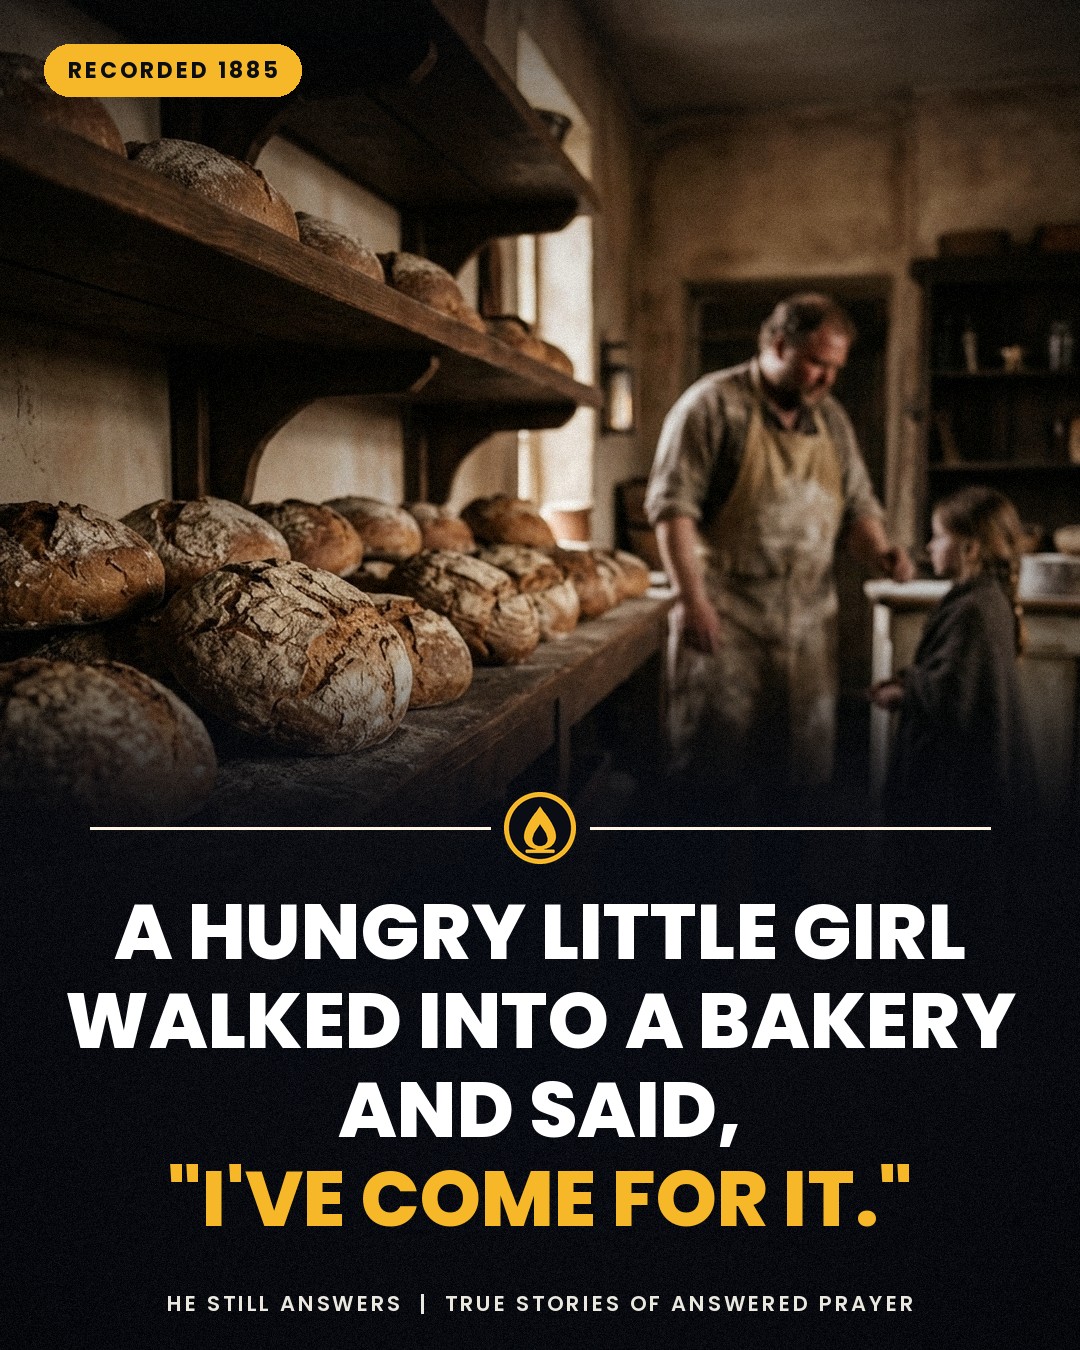 RECORDED 1885
A HUNGRY LITTLE GIRL
WALKED INTO A BAKERY
AND SAID,
"I'VE COME FOR IT."
HE STILL ANSWERS | TRUE STORIES OF ANSWERED PRAYER